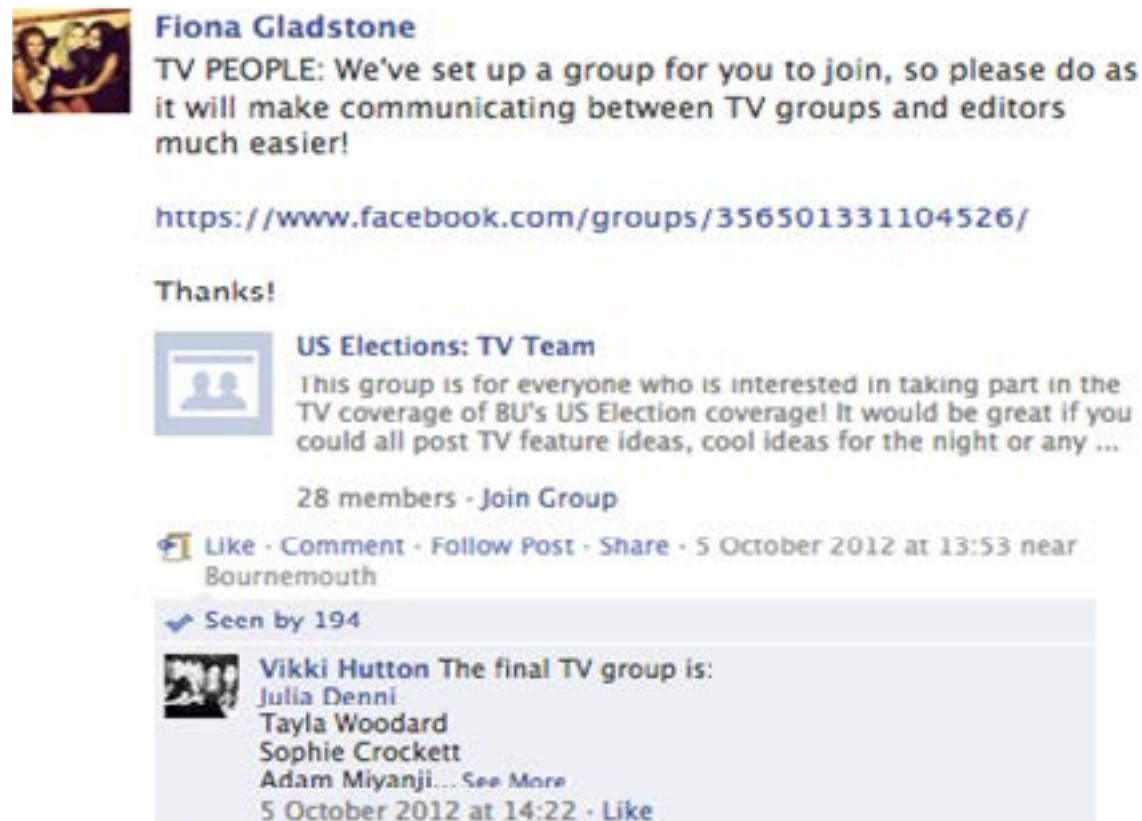 Fiona Gladstone
TV PEOPLE: We've set up a group for you to join, so please do as
it will make communicating between TV groups and editors
much easier!
https://www.facebook.com/groups/356501331104526/
Thanks!
US Elections: TV Team
This group is for everyone who is interested in taking part in the
TV coverage of BU's US Election coverage! It would be great if you
could all post TV feature ideas, cool ideas for the night or any ...
28 members · Join Group
Like · Comment · Follow Post · Share · 5 October 2012 at 13:53 near
Bournemouth
Seen by 194
Vikki Hutton The final TV group is:
Julia Denni
Tayla Woodard
Sophie Crockett
Adam Miyanji... See More
5 October 2012 at 14:22 · Like